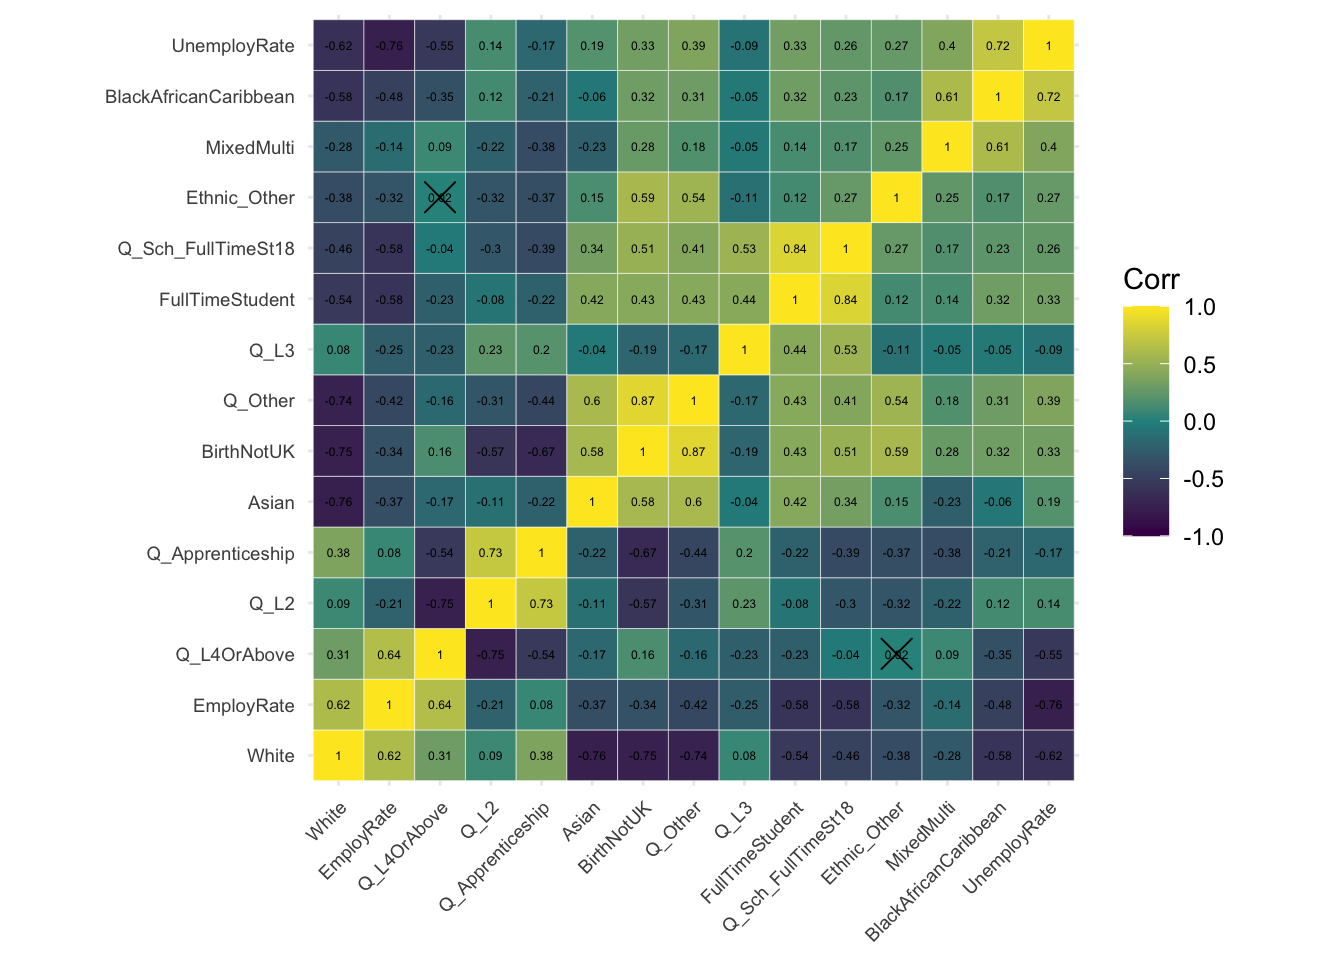 UnemployRate -0.62 -0.76 -0.55 0.14 -0.17 0.19 0.33 0.39 -0.09 0.33 0.26 0.27 0.4 0.72 1
BlackAfricanCaribbean -0.58 -0.48 -0.35 0.12 -0.21 -0.06 0.32 0.31 -0.05 0.32 0.23 0.17 0.61 1 0.72
MixedMulti -0.28 -0.14 0.09 -0.22 -0.38 -0.23 0.28 0.18 -0.05 0.14 0.17 0.25 1 0.61 0.4
Ethnic_Other -0.38 -0.32 0.02 -0.32 -0.37 0.15 0.59 0.54 -0.11 0.12 0.27 1 0.25 0.17 0.27
Q_Sch_FullTimeSt18 -0.46 -0.58 -0.04 -0.3 -0.39 0.34 0.51 0.41 0.53 0.84 1 0.27 0.17 0.23 0.26
FullTimeStudent -0.54 -0.58 -0.23 -0.08 -0.22 0.42 0.43 0.43 0.44 1 0.84 0.12 0.14 0.32 0.33
Q_L3 0.08 -0.25 -0.23 0.23 0.2 -0.04 -0.19 -0.17 1 0.44 0.53 -0.11 -0.05 -0.05 -0.09
Q_Other -0.74 -0.42 -0.16 -0.31 -0.44 0.6 0.87 1 -0.17 0.43 0.41 0.54 0.18 0.31 0.39
BirthNotUK -0.75 -0.34 0.16 -0.57 -0.67 0.58 1 0.87 -0.19 0.43 0.51 0.59 0.28 0.32 0.33
Asian -0.76 -0.37 -0.17 -0.11 -0.22 1 0.58 0.6 -0.04 0.42 0.34 0.15 -0.23 -0.06 0.19
Q_Apprenticeship 0.38 0.08 -0.54 0.73 1 -0.22 -0.67 -0.44 0.2 -0.22 -0.39 -0.37 -0.38 -0.21 -0.17
Q_L2 0.09 -0.21 -0.75 1 0.73 -0.11 -0.57 -0.31 0.23 -0.08 -0.3 -0.32 -0.22 0.12 0.14
Q_L4OrAbove 0.31 0.64 1 -0.75 -0.54 -0.17 0.16 -0.16 -0.23 -0.23 -0.04 0.02 0.09 -0.35 -0.55
EmployRate 0.62 1 0.64 -0.21 0.08 -0.37 -0.34 -0.42 -0.25 -0.58 -0.58 -0.32 -0.14 -0.48 -0.76
White 1 0.62 0.31 0.09 0.38 -0.76 -0.75 -0.74 0.08 -0.54 -0.46 -0.38 -0.28 -0.58 -0.62
White
EmployRate
Q_L4OrAbove
Q_L2
Q_Apprenticeship
Asian
BirthNotUK
Q_Other
Q_L3
FullTimeStudent
Q_Sch_FullTimeSt18
Ethnic_Other
MixedMulti
BlackAfricanCaribbean
UnemployRate
Corr
1.0
0.5
0.0
-0.5
-1.0